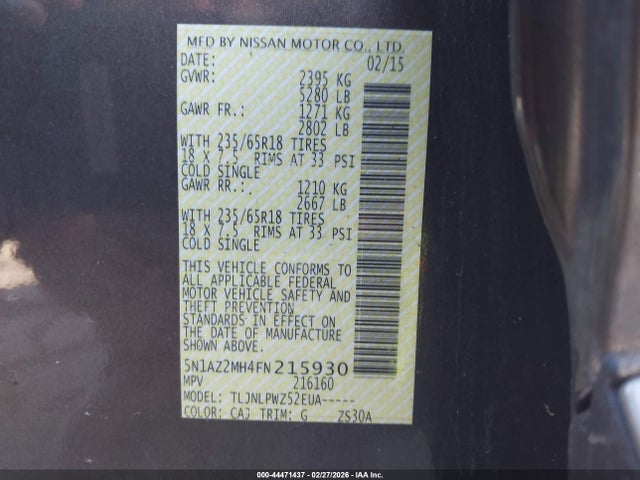 MFD BY NISSAN MOTOR CO., LTD.
DATE: 02/15
GVWR: 2395 KG
5280 LB
GAWR FR.: 1271 KG
2802 LB
WITH 235/65R18 TIRES
18 X 7.5 RIMS AT 33 PSI
COLD SINGLE
GAWR RR.: 1210 KG
2667 LB
WITH 235/65R18 TIRES
18 X 7.5 RIMS AT 33 PSI
COLD SINGLE
THIS VEHICLE CONFORMS TO
ALL APPLICABLE FEDERAL
MOTOR VEHICLE SAFETY AND
THEFT PREVENTION
STANDARDS IN EFFECT ON
THE DATE OF MANUFACTURE
SHOWN ABOVE.
5N1AZ2MH4FN215930
MPV 216160
TYPE: TLJNLPWZ52EUA-----
COLOR: CAJ TRIM: G ZS30A
000-44471437 - 02/27/2026 - IAA Inc.